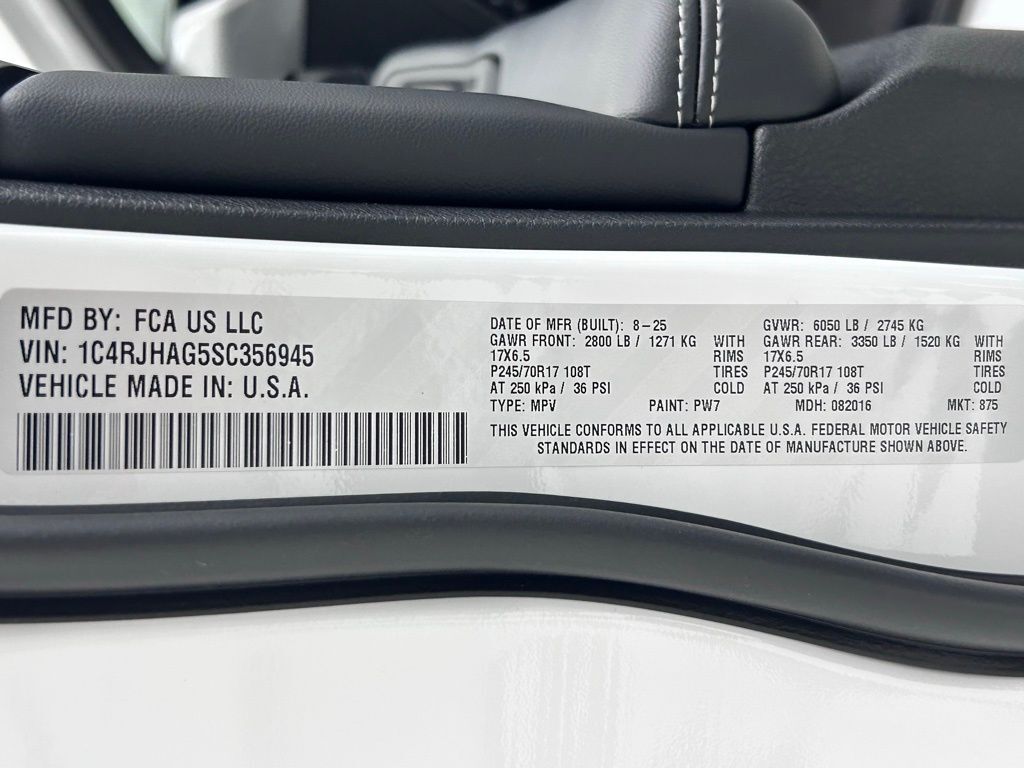 MFD BY: FCA US LLC
VIN: 1C4RJHAG5SC356945
VEHICLE MADE IN: U.S.A.
DATE OF MFR (BUILT): 8-25 GVWR: 6050 LB / 2745 KG
GAWR FRONT: 2800 LB / 1271 KG WITH GAWR REAR: 3350 LB / 1520 KG WITH
17X6.5 RIMS 17X6.5 RIMS
P245/70R17 108T TIRES P245/70R17 108T TIRES
AT 250 kPa / 36 PSI COLD AT 250 kPa / 36 PSI COLD
TYPE: MPV PAINT: PW7 MDH: 082016 MKT: 875
THIS VEHICLE CONFORMS TO ALL APPLICABLE U.S.A. FEDERAL MOTOR VEHICLE SAFETY
STANDARDS IN EFFECT ON THE DATE OF MANUFACTURE SHOWN ABOVE.